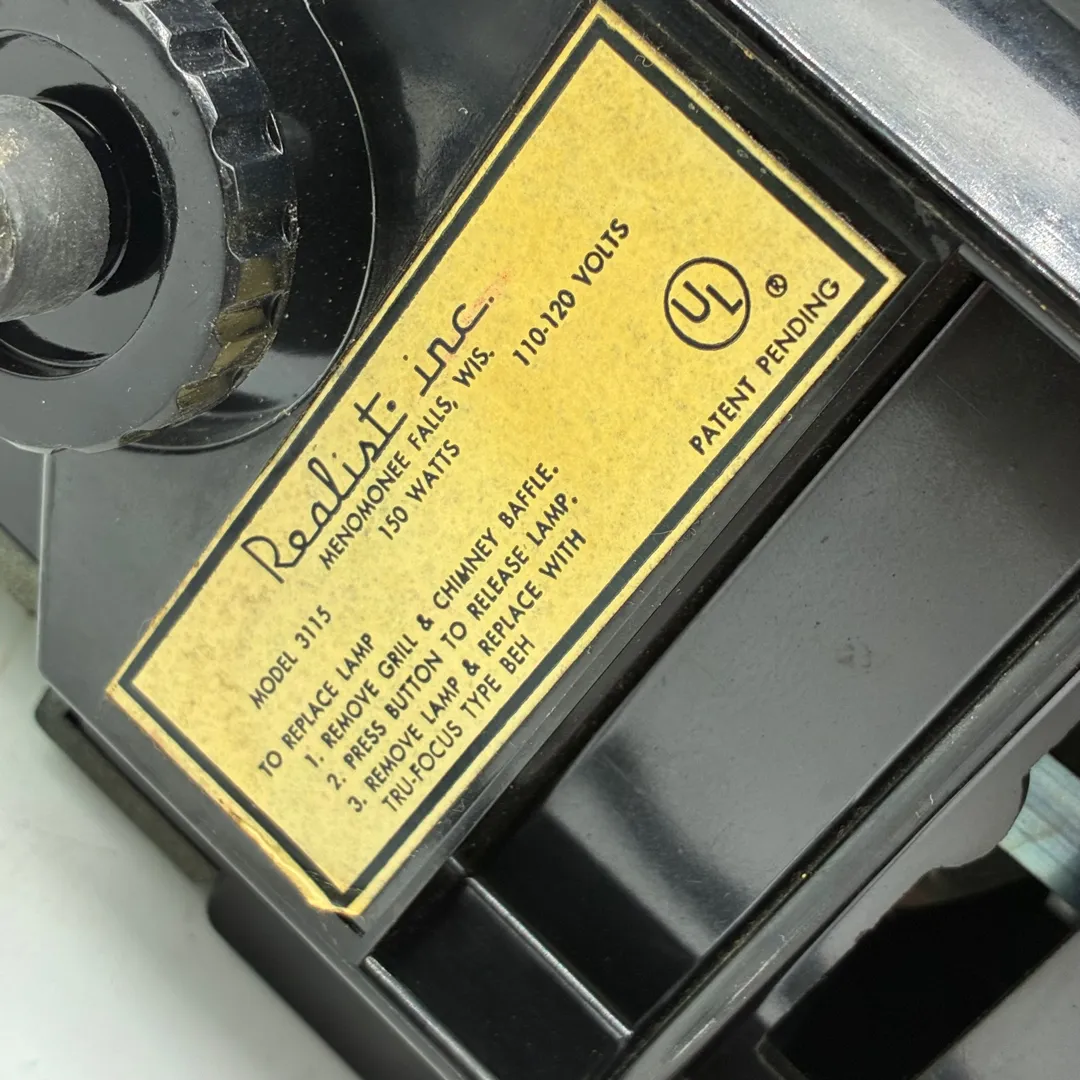 Realist. inc.
MENOMONEE FALLS, WIS.
150 WATTS 110-120 VOLTS
MODEL 3115
UL ®
PATENT PENDING
TO REPLACE LAMP
1. REMOVE GRILL & CHIMNEY BAFFLE.
2. PRESS BUTTON TO RELEASE LAMP.
3. REMOVE LAMP & REPLACE WITH
TRU-FOCUS TYPE BEH